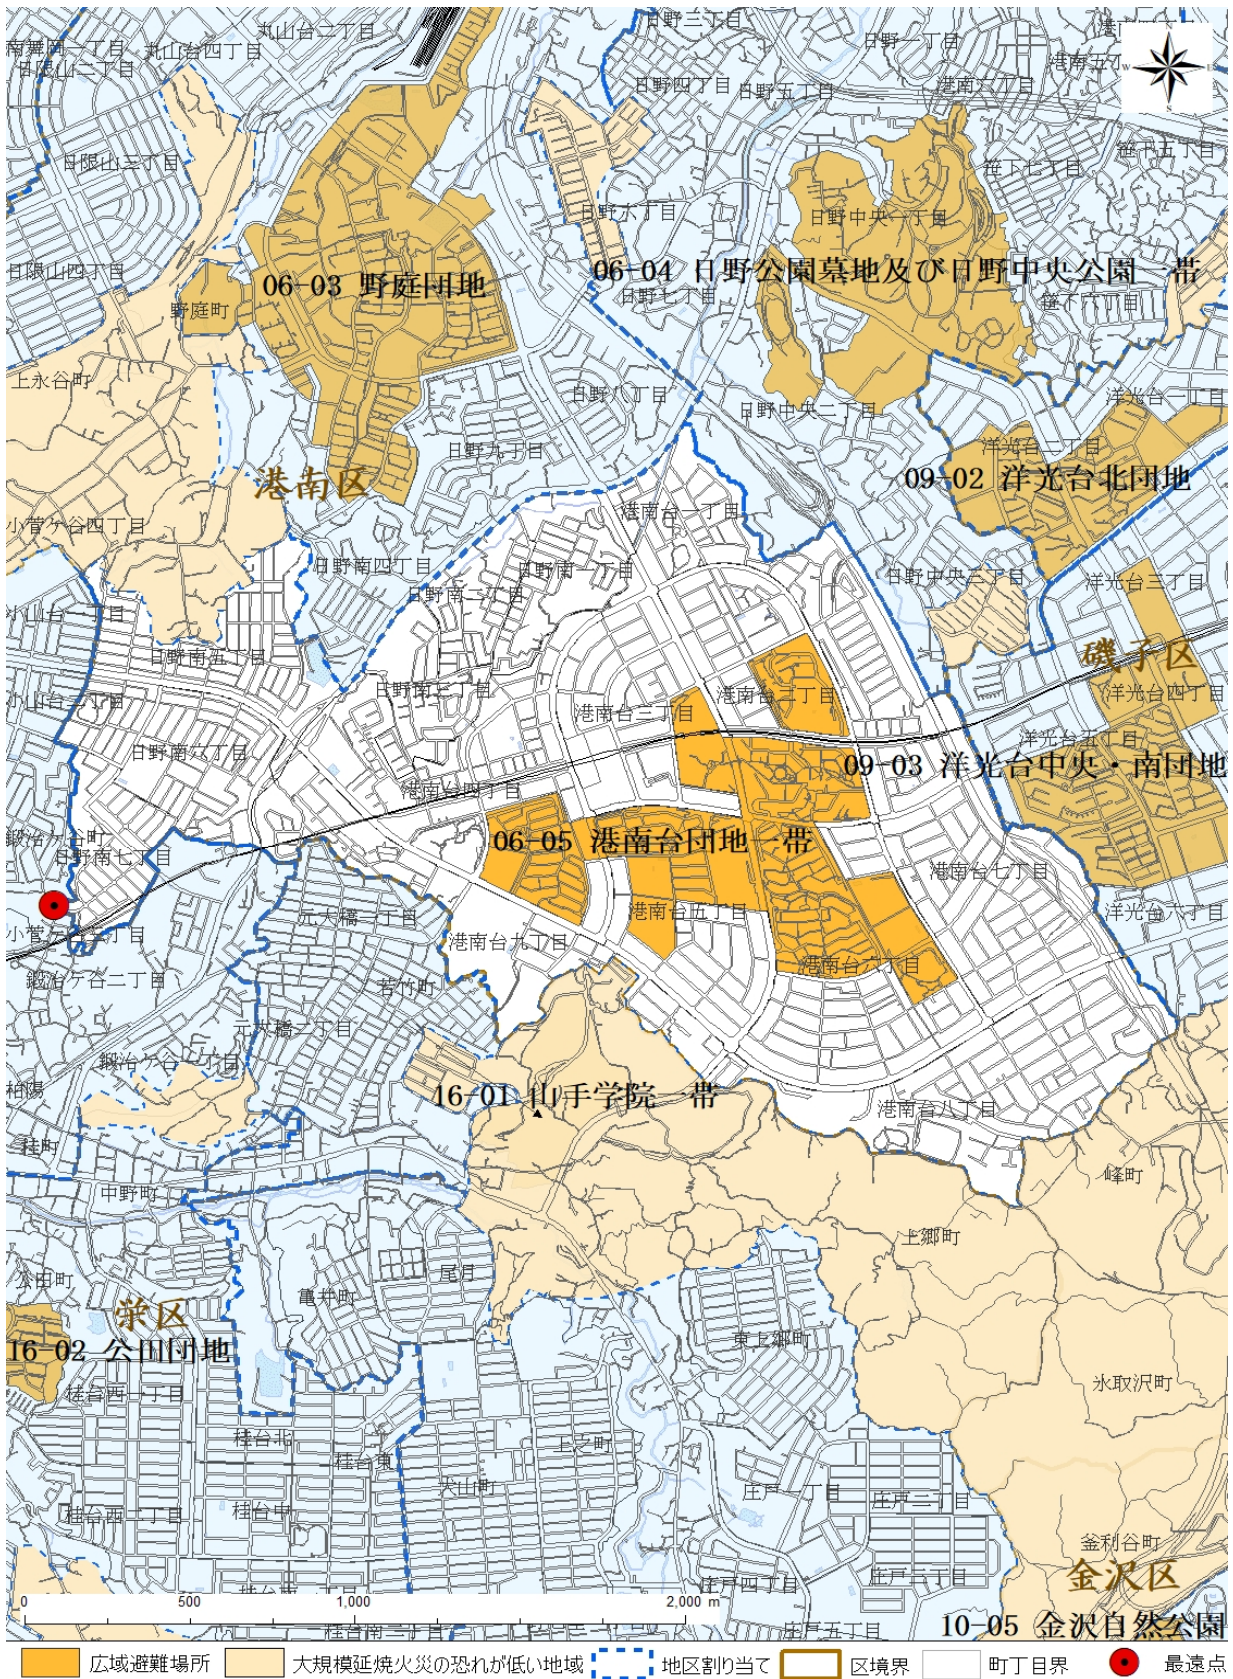 丸山台二丁目
日野三丁目
南舞岡一丁目
丸山台四丁目
日限山二丁目
日野一丁目
日野四丁目
日野五丁目
港南六丁目
N
W
S
日限山三丁目
笹下五丁目
笹下七丁目
日野六丁目
日野中央一丁目
日限山四丁目
06-03 野庭団地
06-04 日野公園墓地及び日野中央公園一帯
野庭町
日野七丁目
笹下六丁目
上永谷町
日野八丁目
日野中央二丁目
洋光台一丁目
日野九丁目
洋光台二丁目
港南区
09-02 洋光台北団地
小菅ケ谷四丁目
港南台一丁目
日野南四丁目
日野南一丁目
日野中央三丁目
洋光台三丁目
日野南二丁目
小山台一丁目
日野南五丁目
磯子区
小山台二丁目
日野南三丁目
港南台三丁目
港南台二丁目
洋光台四丁目
日野南六丁目
洋光台五丁目
09-03 洋光台中央・南団地
港南台四丁目
鍛冶ケ谷町
06-05 港南台団地一帯
日野南七丁目
港南台七丁目
元大橋一丁目
港南台五丁目
洋光台六丁目
小菅ケ谷三丁目
港南台九丁目
港南台六丁目
鍛冶ケ谷二丁目
若竹町
元大橋二丁目
鍛冶ケ谷一丁目
柏陽
16-01 山手学院一帯
港南台八丁目
桂町
中野町
峰町
上郷町
公田町
尾月
亀井町
栄区
16-02 公田団地
東上郷町
桂台西一丁目
氷取沢町
桂台北
桂台東
上之町
犬山町
庄戸一丁目
庄戸二丁目
桂台西二丁目
桂台中
釜利谷町
金沢区
庄戸三丁目
庄戸四丁目
0 500 1,000 2,000 m
桂台南二丁目
庄戸五丁目
10-05 金沢自然公園
広域避難場所 大規模延焼火災の恐れが低い地域 地区割り当て 区境界 町丁目界 最遠点